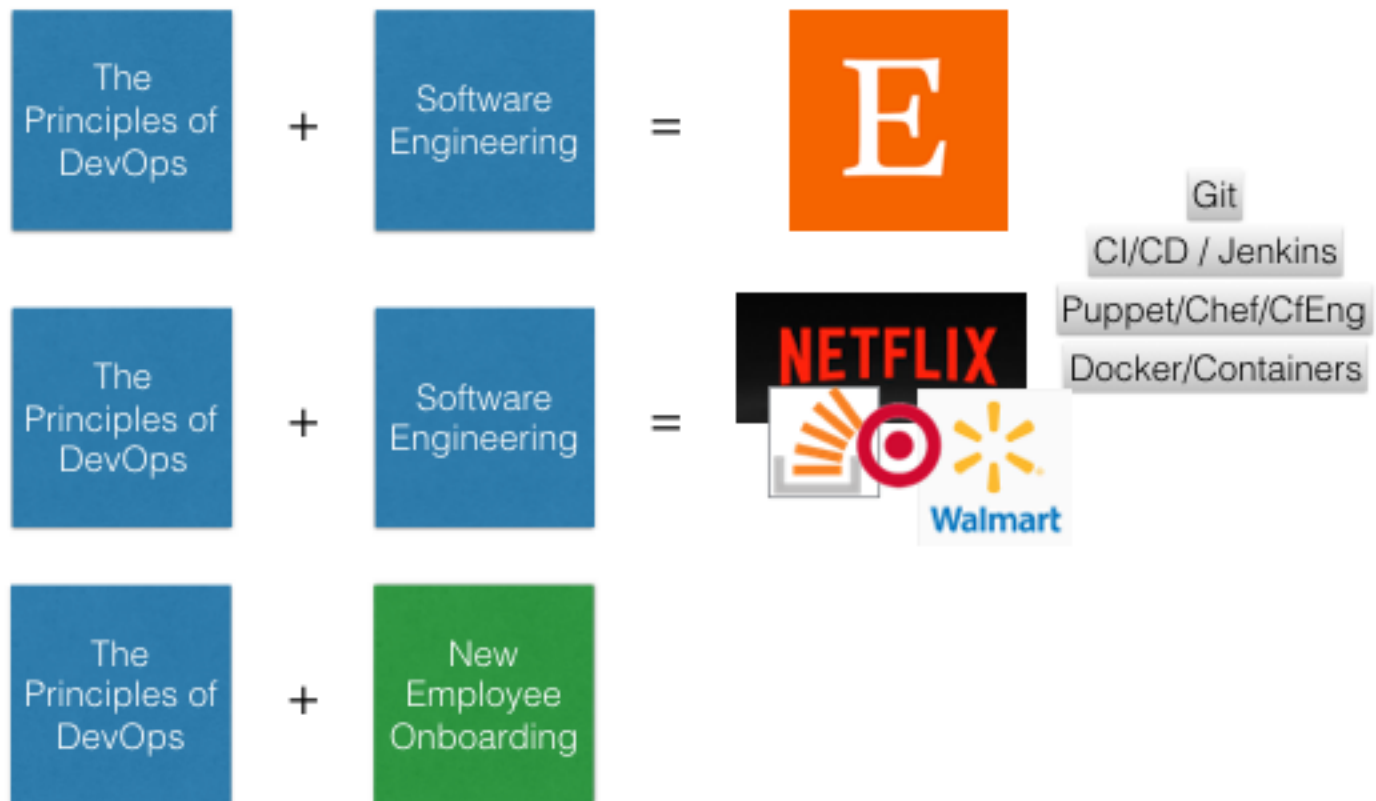 The
Principles of
DevOps
+
Software
Engineering
=
E
Git
CI/CD / Jenkins
Puppet/Chef/CfEng
Docker/Containers
The
Principles of
DevOps
+
Software
Engineering
=
NETFLIX
Walmart
The
Principles of
DevOps
+
New
Employee
Onboarding